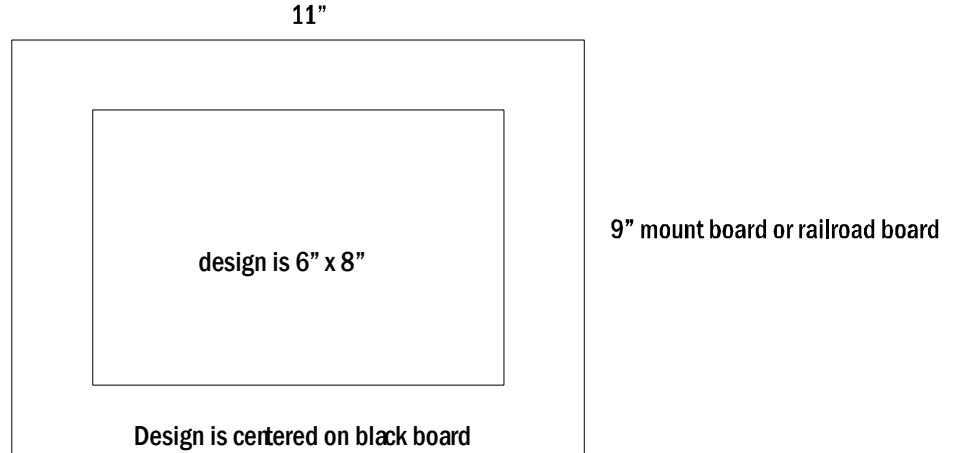 11”
9” mount board or railroad board
design is 6” x 8”
Design is centered on black board